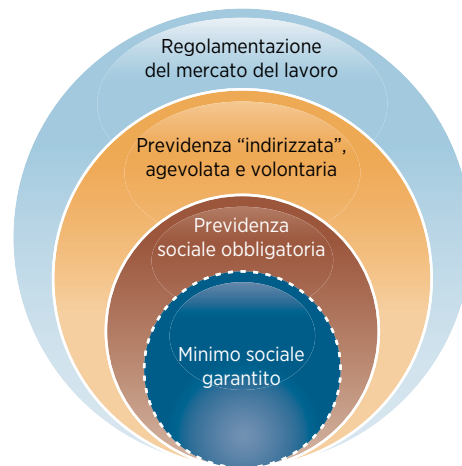 Regolamentazione
del mercato del lavoro
Previdenza “indirizzata”,
agevolata e volontaria
Previdenza
sociale obbligatoria
Minimo sociale
garantito